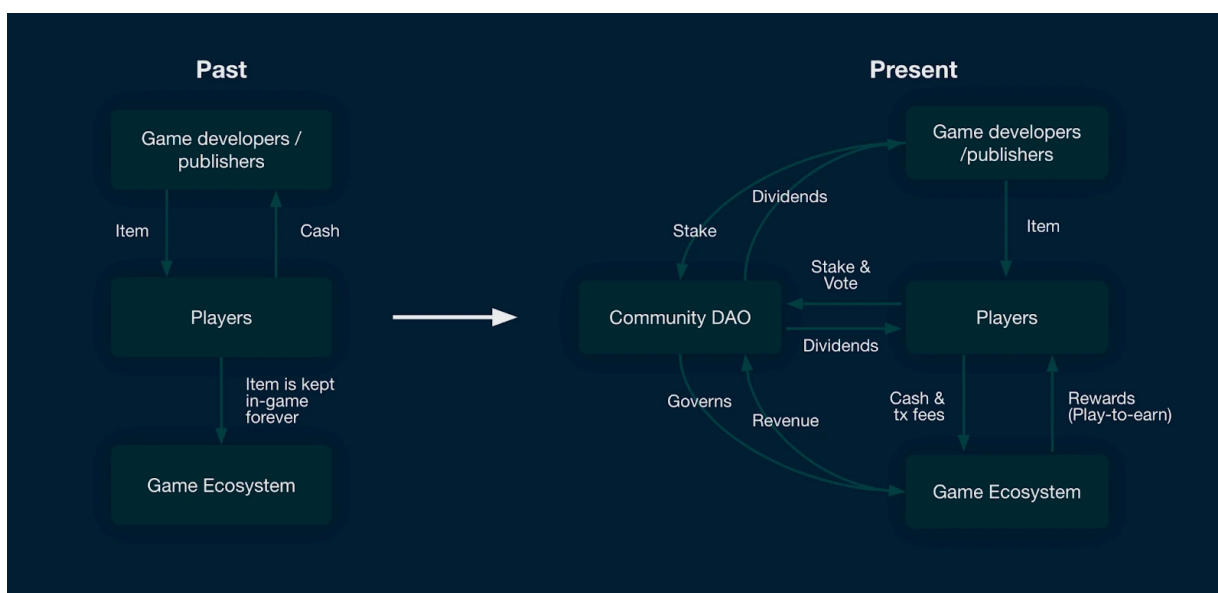 Past
Game developers /
publishers
Item
Cash
Players
Item is kept
in-game
forever
Game Ecosystem
Present
Game developers
/publishers
Dividends
Stake
Item
Stake &
Vote
Community DAO
Players
Dividends
Governs
Revenue
Cash &
tx fees
Rewards
(Play-to-earn)
Game Ecosystem